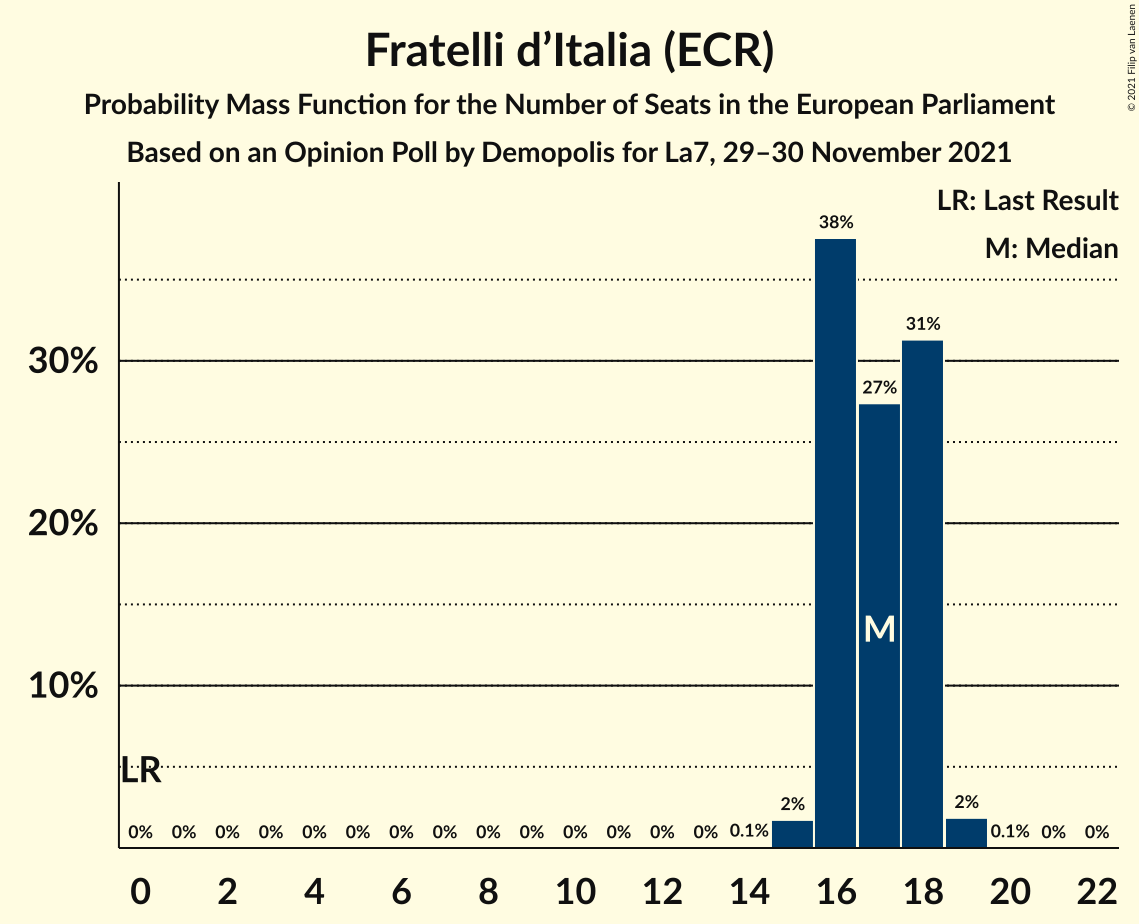 © 2021 Filip van Laenen
Fratelli d’Italia (ECR)
Probability Mass Function for the Number of Seats in the European Parliament
Based on an Opinion Poll by Demopolis for La7, 29–30 November 2021
LR: Last Result
M: Median
38%
31%
30%
27%
20%
M
10%
LR
0% 0% 0% 0% 0% 0% 0% 0% 0% 0% 0% 0% 0% 0% 0.1% 2% 2% 0.1% 0% 0%
0 2 4 6 8 10 12 14 16 18 20 22